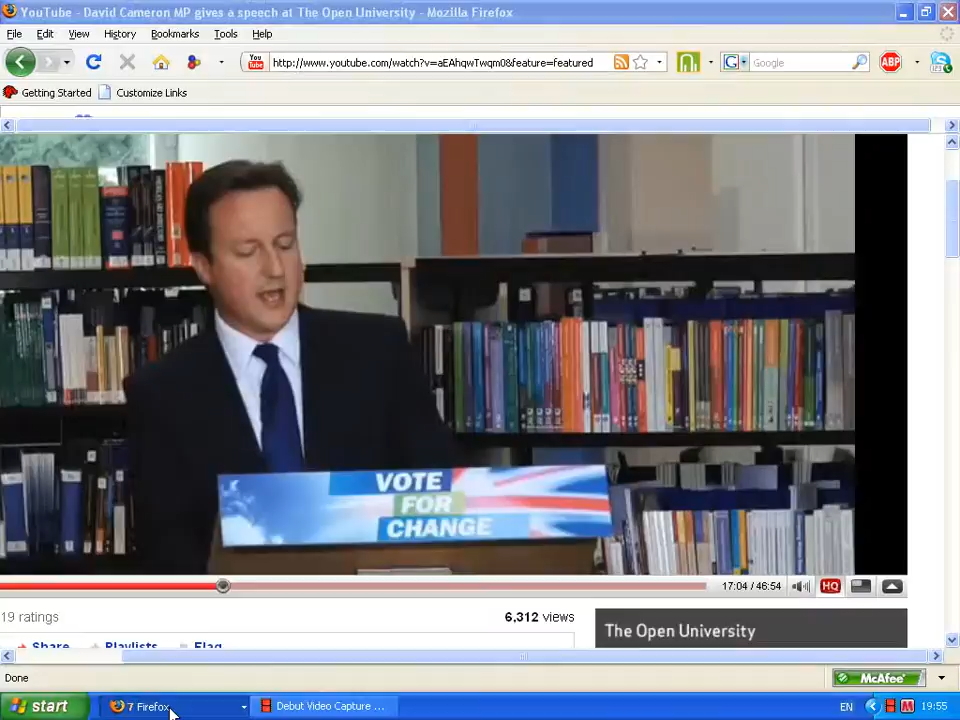 YouTube - David Cameron MP gives a speech at The Open University - Mozilla Firefox
File Edit View History Bookmarks Tools Help
You Tube http://www.youtube.com/watch?v=aEAhqwTwqm0&feature=featured G Google ABP
Getting Started Customize Links
VOTE
FOR
CHANGE
17:04 / 46:54 HQ
19 ratings 6,312 views
The Open University
Share Playlists Flag
Done McAfee
start 7 Firefox Debut Video Capture ... EN 19:55